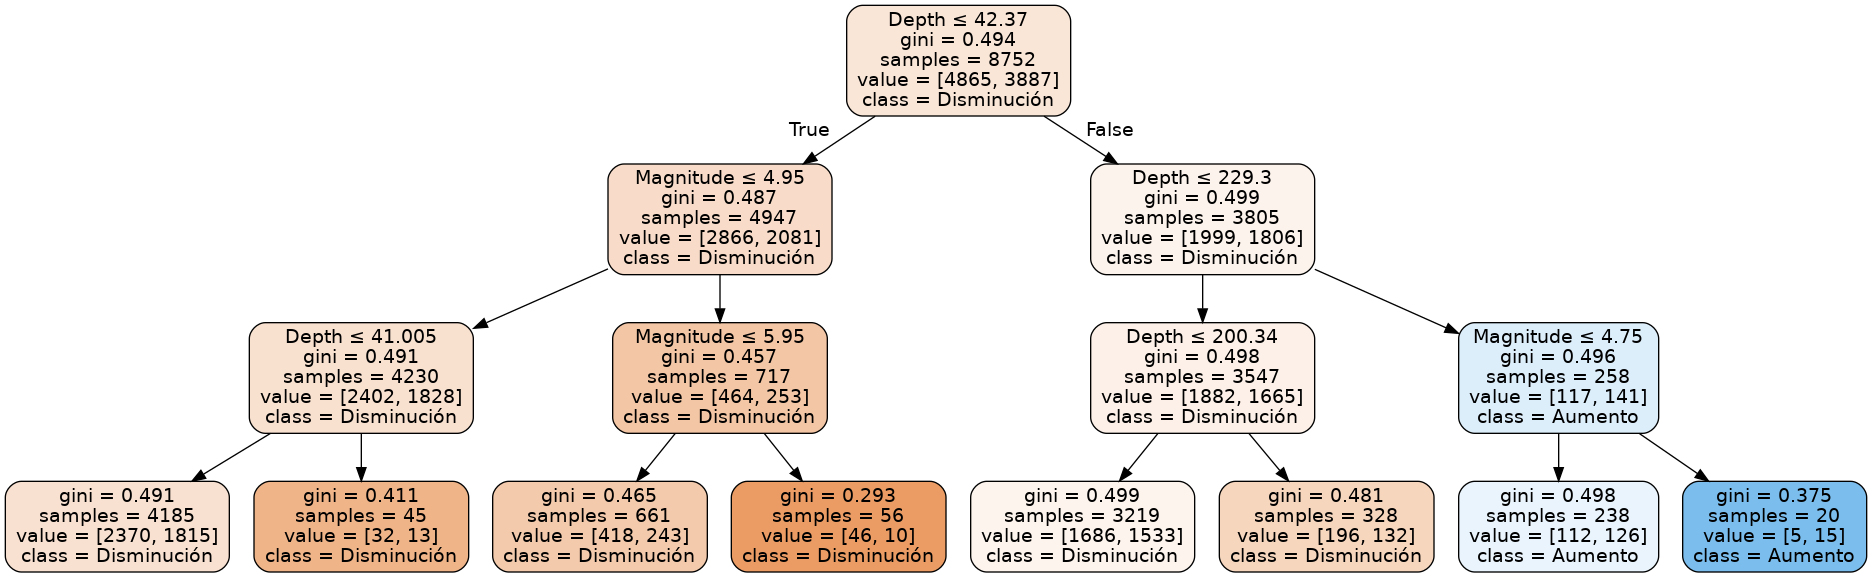 Depth ≤ 42.37
gini = 0.494
samples = 8752
value = [4865, 3887]
class = Disminución
True
False
Magnitude ≤ 4.95
gini = 0.487
samples = 4947
value = [2866, 2081]
class = Disminución
Depth ≤ 229.3
gini = 0.499
samples = 3805
value = [1999, 1806]
class = Disminución
Depth ≤ 41.005
gini = 0.491
samples = 4230
value = [2402, 1828]
class = Disminución
Magnitude ≤ 5.95
gini = 0.457
samples = 717
value = [464, 253]
class = Disminución
Depth ≤ 200.34
gini = 0.498
samples = 3547
value = [1882, 1665]
class = Disminución
Magnitude ≤ 4.75
gini = 0.496
samples = 258
value = [117, 141]
class = Aumento
gini = 0.491
samples = 4185
value = [2370, 1815]
class = Disminución
gini = 0.411
samples = 45
value = [32, 13]
class = Disminución
gini = 0.465
samples = 661
value = [418, 243]
class = Disminución
gini = 0.293
samples = 56
value = [46, 10]
class = Disminución
gini = 0.499
samples = 3219
value = [1686, 1533]
class = Disminución
gini = 0.481
samples = 328
value = [196, 132]
class = Disminución
gini = 0.498
samples = 238
value = [112, 126]
class = Aumento
gini = 0.375
samples = 20
value = [5, 15]
class = Aumento